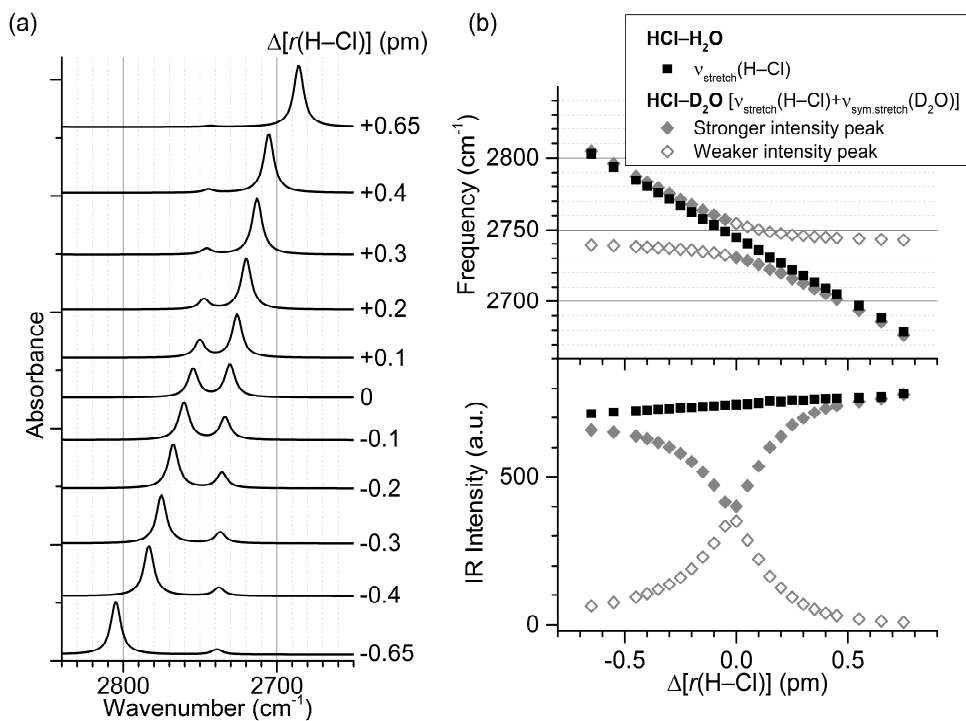 (a)
Δ[r(H–Cl)] (pm)
+0.65
+0.4
+0.3
+0.2
+0.1
0
-0.1
-0.2
-0.3
-0.4
-0.65
Absorbance
2800 2700
Wavenumber (cm⁻¹)
(b)
HCl–H₂O
ν_stretch(H–Cl)
HCl–D₂O [ν_stretch(H–Cl)+ν_sym.stretch(D₂O)]
Stronger intensity peak
Weaker intensity peak
Frequency (cm⁻¹)
2800
2750
2700
IR Intensity (a.u.)
500
0
-0.5 0.0 0.5
Δ[r(H–Cl)] (pm)